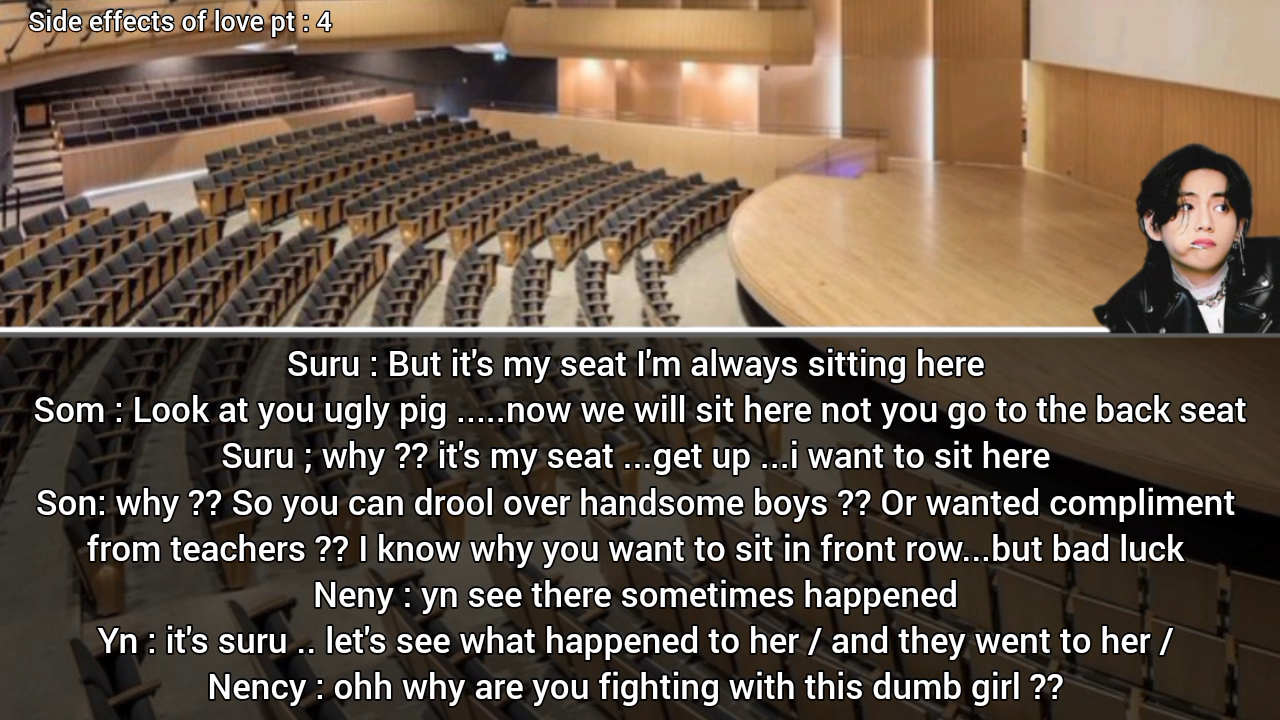 Side effects of love pt : 4
Suru : But it's my seat I'm always sitting here
Som : Look at you ugly pig .....now we will sit here not you go to the back seat
Suru ; why ?? it's my seat ...get up ...i want to sit here
Son: why ?? So you can drool over handsome boys ?? Or wanted compliment
from teachers ?? I know why you want to sit in front row...but bad luck
Neny : yn see there sometimes happened
Yn : it's suru .. let's see what happened to her / and they went to her /
Nency : ohh why are you fighting with this dumb girl ??